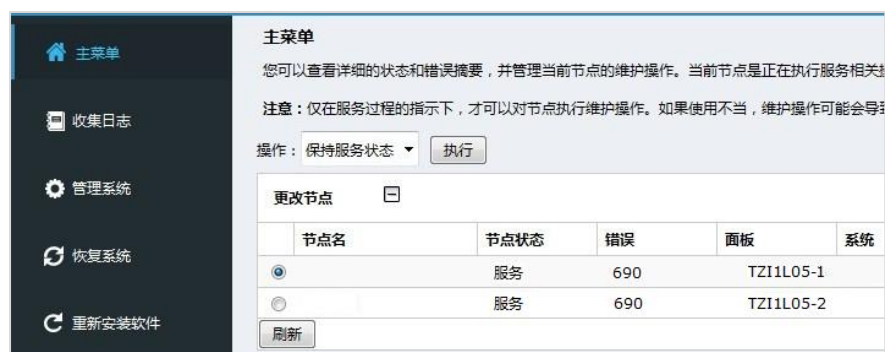 主菜单
收集日志
管理系统
恢复系统
重新安装软件
主菜单
您可以查看详细的状态和错误摘要，并管理当前节点的维护操作。当前节点是正在执行服务相关
注意：仅在服务过程的指示下，才可以对节点执行维护操作。如果使用不当，维护操作可能会导
操作： 保持服务状态 执行
更改节点
节点名 节点状态 错误 面板 系统
服务 690 TZI1L05-1
服务 690 TZI1L05-2
刷新